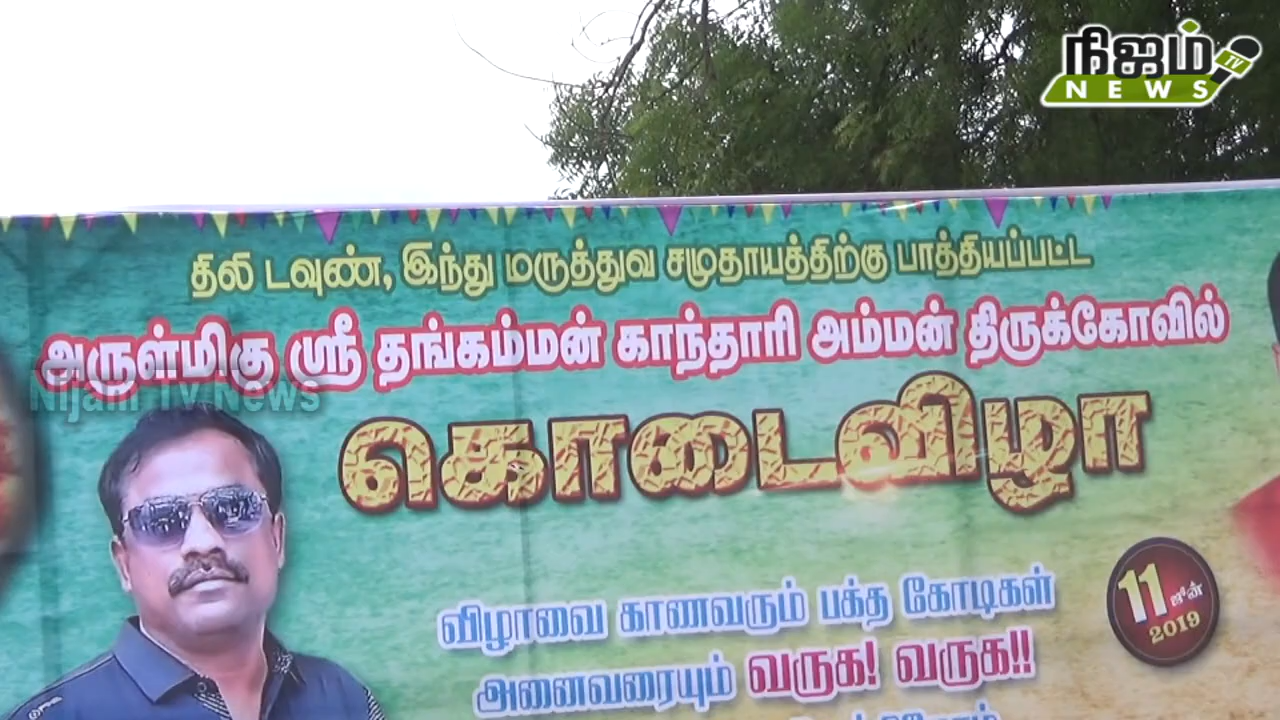 நிஜம்
TV
NEWS
திலி டவுண், இந்து மருத்துவ சமுதாயத்திற்கு பாத்தியப்பட்ட
அருள்மிகு ஸ்ரீ தங்கம்மன் காந்தாரி அம்மன் திருக்கோவில்
Nijam Tv News
கொடைவிழா
11 ஜூன்
2019
விழாவை காணவரும் பக்த கோடிகள்
அனைவரையும் வருக! வருக!!